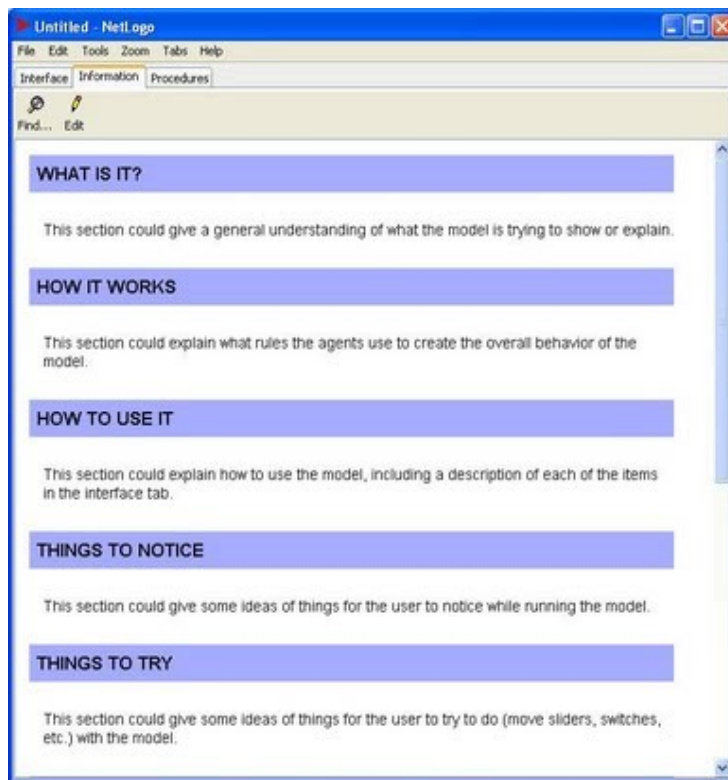 Untitled - NetLogo
File Edit Tools Zoom Tabs Help
Interface Information Procedures
Find... Edit
WHAT IS IT?
This section could give a general understanding of what the model is trying to show or explain.
HOW IT WORKS
This section could explain what rules the agents use to create the overall behavior of the
model.
HOW TO USE IT
This section could explain how to use the model, including a description of each of the items
in the interface tab.
THINGS TO NOTICE
This section could give some ideas of things for the user to notice while running the model.
THINGS TO TRY
This section could give some ideas of things for the user to try to do (move sliders, switches,
etc.) with the model.